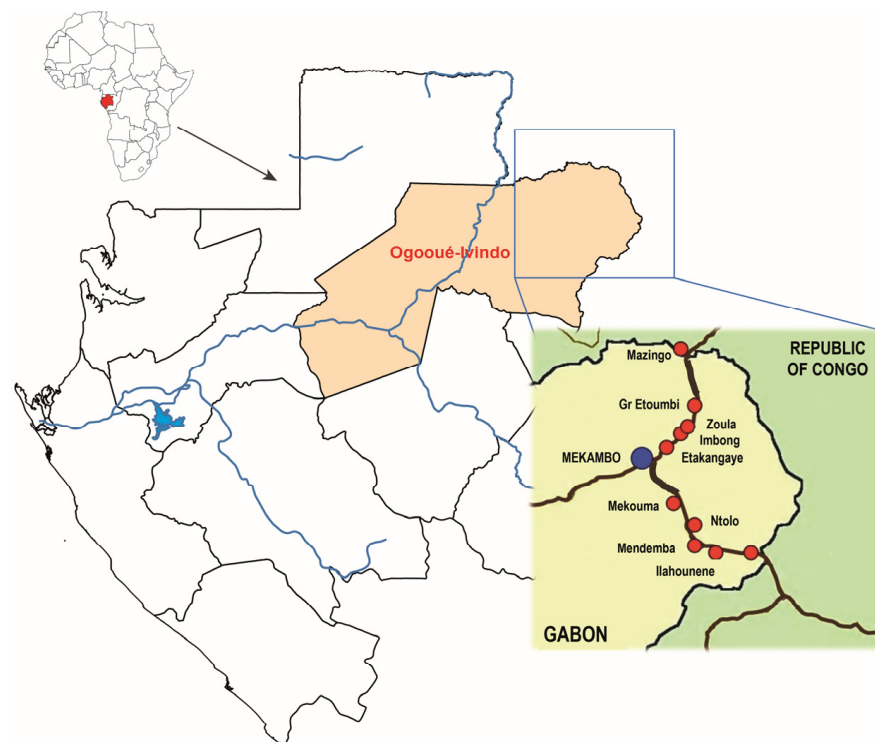 Ogooué-Ivindo
REPUBLIC
OF CONGO
Mazingo
Gr Etoumbi
Zoula
Imbong
Etakangaye
MEKAMBO
Mekouma
Ntolo
Mendemba
Ilahounene
GABON